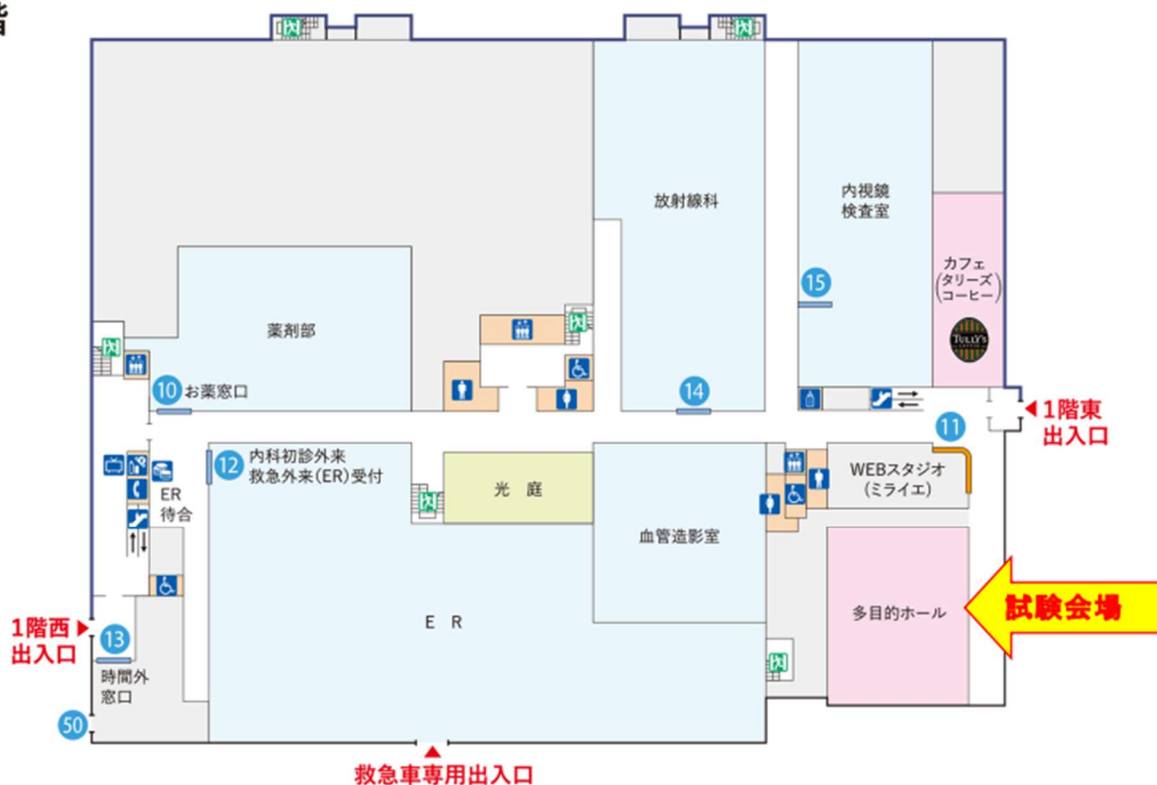 階
放射線科
内視鏡
検査室
15
カフェ
(タリーズ
コーヒー)
TULLY'S
COFFEE
薬剤部
10 お薬窓口
14
11
1階東
出入口
12 内科初診外来
救急外来(ER)受付
ER
待合
光 庭
WEBスタジオ
(ミライエ)
血管造影室
試験会場
多目的ホール
E R
1階西
出入口
13
時間外
窓口
50
救急車専用出入口